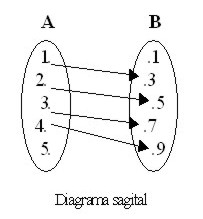 A B
1. .1
2. .3
3. .5
4. .7
5. .9
Diagrama sagital